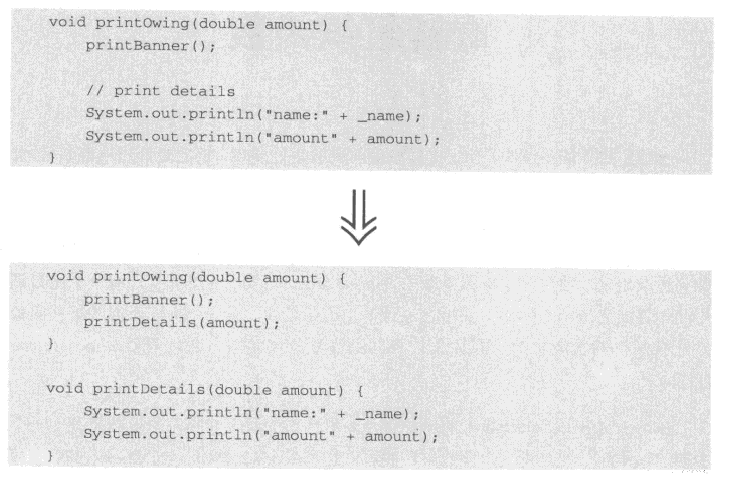 void printOwing(double amount) {
    printBanner();

    // print details
    System.out.println("name:" + _name);
    System.out.println("amount" + amount);
}

void printOwing(double amount) {
    printBanner();
    printDetails(amount);
}

void printDetails(double amount) {
    System.out.println("name:" + _name);
    System.out.println("amount" + amount);
}